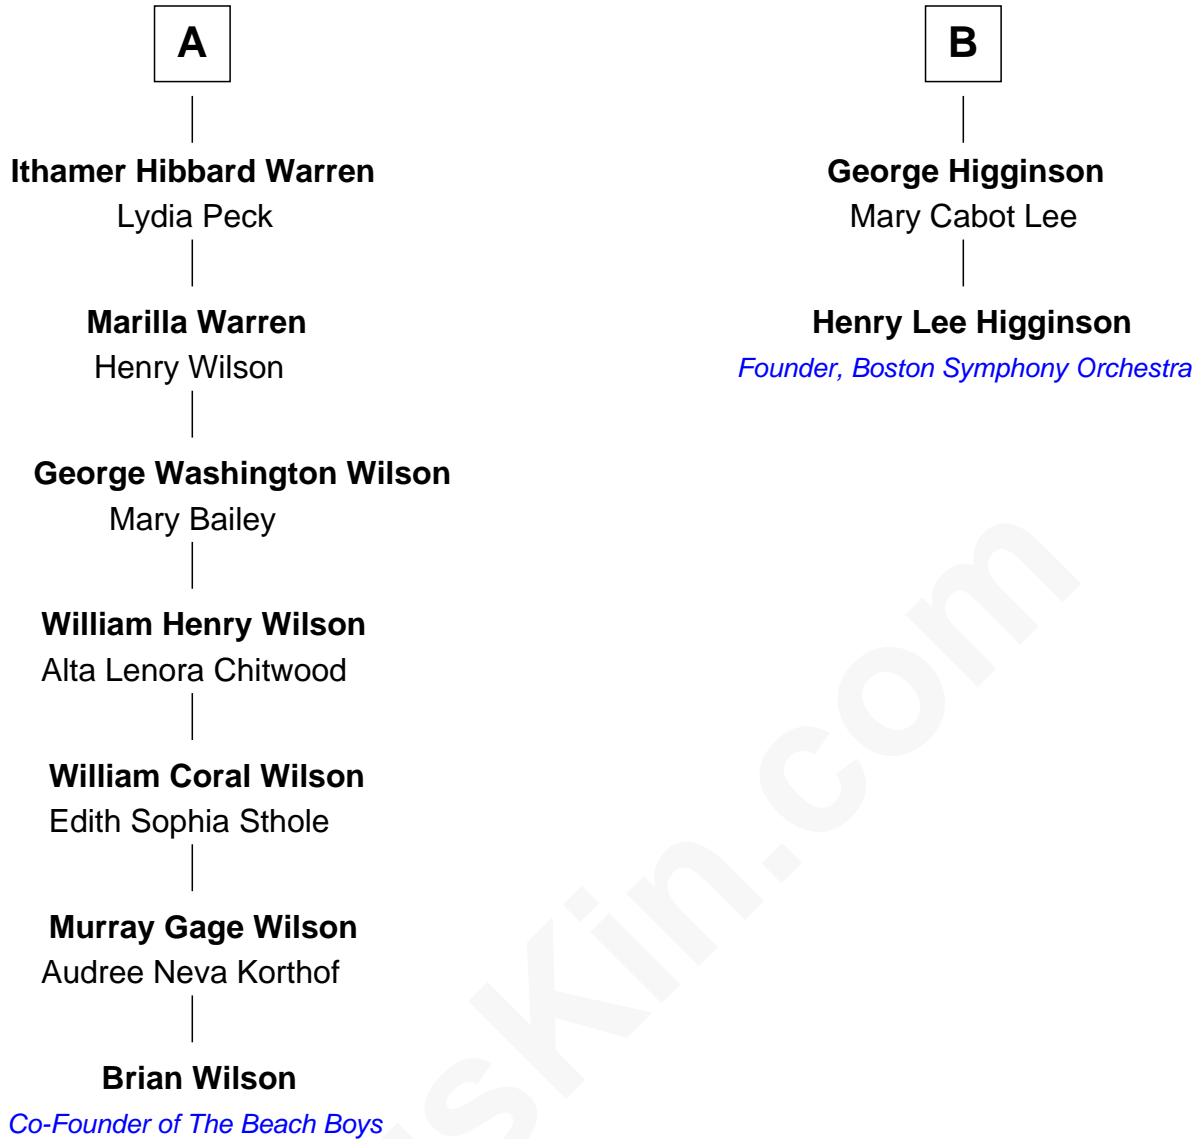 A
Ithamer Hibbard Warren
Lydia Peck
Marilla Warren
Henry Wilson
George Washington Wilson
Mary Bailey
William Henry Wilson
Alta Lenora Chitwood
William Coral Wilson
Edith Sophia Sthole
Murray Gage Wilson
Audree Neva Korthof
Brian Wilson
Co-Founder of The Beach Boys
B
George Higginson
Mary Cabot Lee
Henry Lee Higginson
Founder, Boston Symphony Orchestra
isKin.com